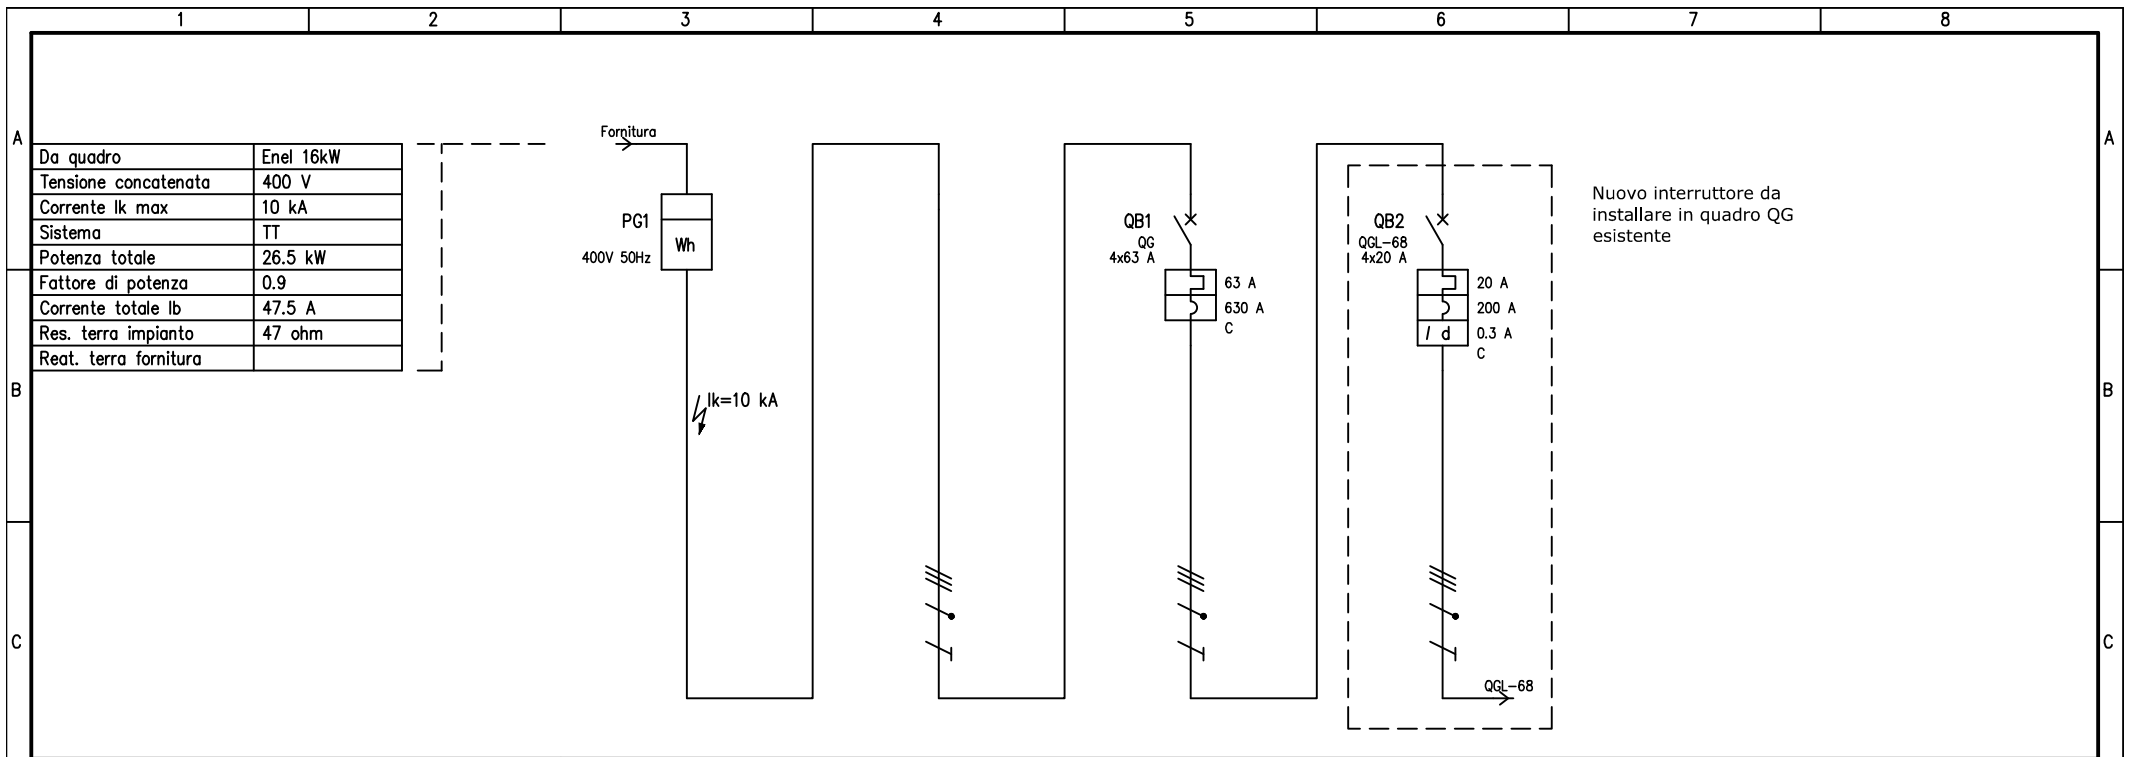 1 2 3 4 5 6 7 8
A A
Fornitura
Da quadro Enel 16kW
Tensione concatenata 400 V
Corrente Ik max 10 kA
Sistema TT
Potenza totale 26.5 kW
Fattore di potenza 0.9
Corrente totale Ib 47.5 A
Res. terra impianto 47 ohm
Reat. terra fornitura
PG1
Wh
400V 50Hz
Ik=10 kA
QB1
QG
4x63 A
63 A
630 A
C
QB2
QGL-68
4x20 A
20 A
200 A
I d 0.3 A
C
QGL-68
Nuovo interruttore da
installare in quadro QG
esistente
B B
C C